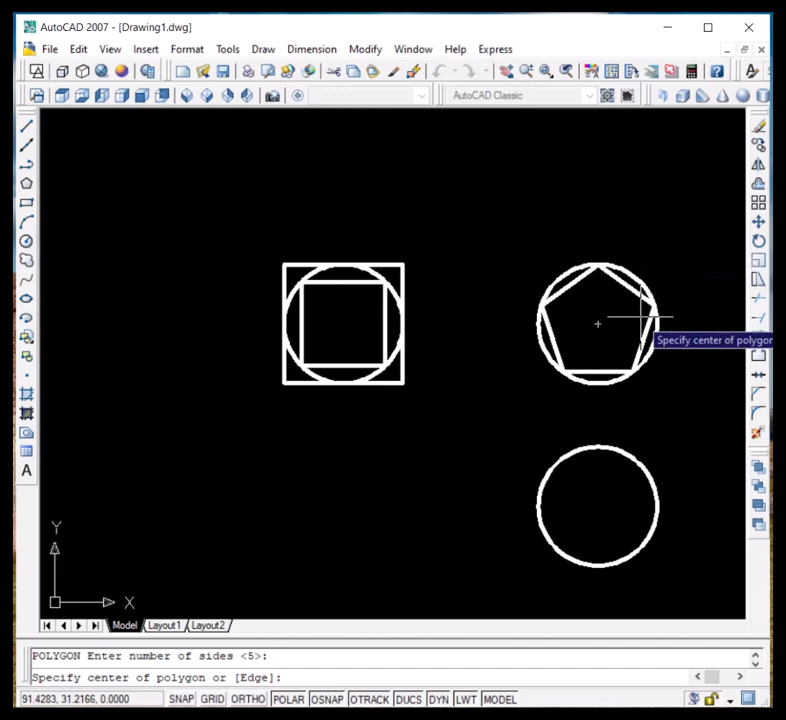 AutoCAD 2007 - [Drawing1.dwg]
File Edit View Insert Format Tools Draw Dimension Modify Window Help Express
AutoCAD Classic
Specify center of polygon
Y
X
Model Layout1 Layout2
POLYGON Enter number of sides <5>:
Specify center of polygon or [Edge]:
91.4283, 31.2166, 0.0000 SNAP GRID ORTHO POLAR OSNAP OTRACK DUCS DYN LWT MODEL